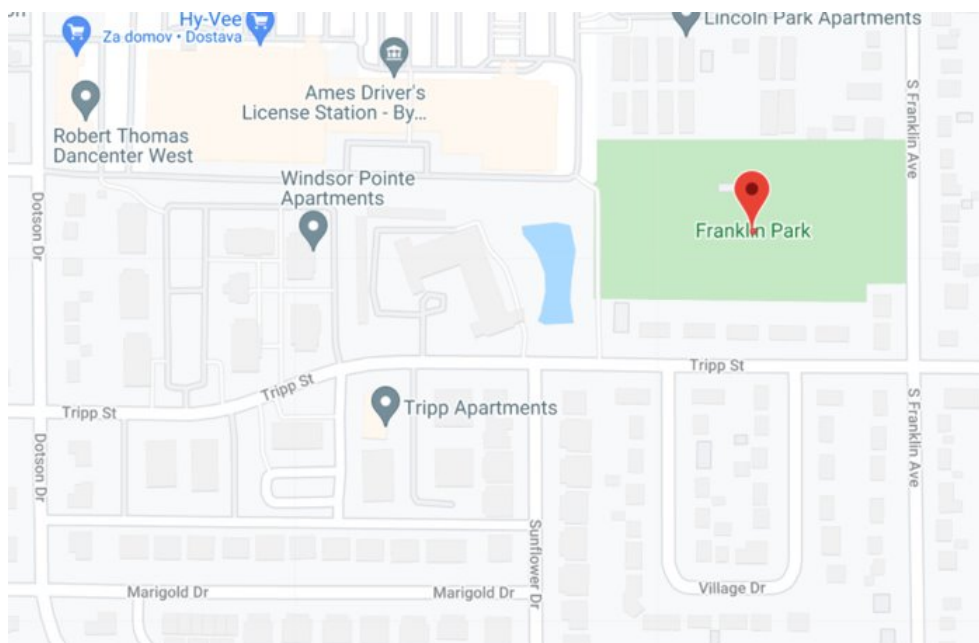 Hy-Vee
Za domov • Dostava
Lincoln Park Apartments
Ames Driver's
License Station - By...
S Franklin Ave
Robert Thomas
Dancenter West
Windsor Pointe
Apartments
Dotson Dr
Franklin Park
Tripp St
Tripp St
Tripp St
Tripp Apartments
S Franklin Ave
Dotson Dr
Sunflower Dr
Marigold Dr
Marigold Dr
Village Dr